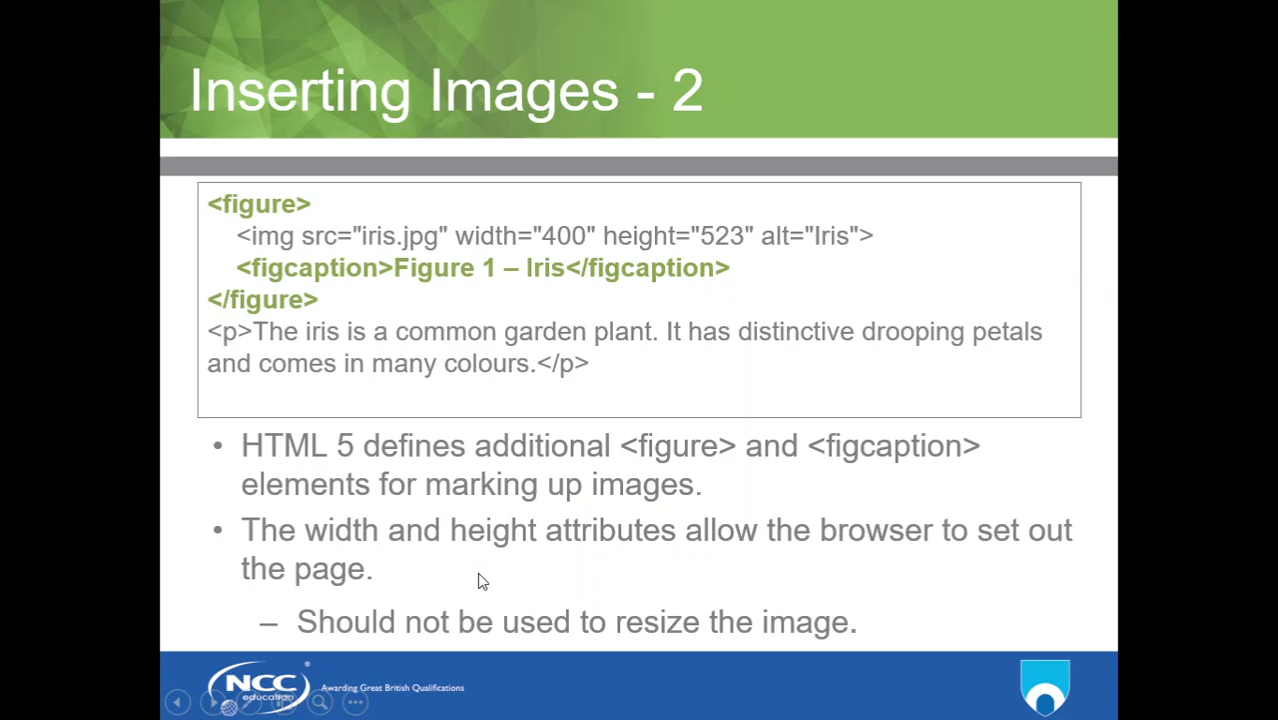 Inserting Images - 2
<figure>
<img src="iris.jpg" width="400" height="523" alt="Iris">
<figcaption>Figure 1 – Iris</figcaption>
</figure>
<p>The iris is a common garden plant. It has distinctive drooping petals
and comes in many colours.</p>
• HTML 5 defines additional <figure> and <figcaption>
elements for marking up images.
• The width and height attributes allow the browser to set out
the page.
– Should not be used to resize the image.
NCC ®
education
Awarding Great British Qualifications